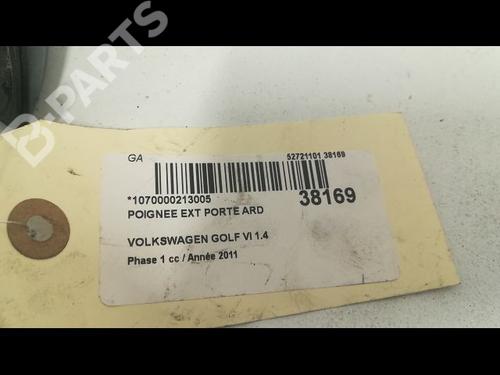 B-PARTS
GA 52721101 38169
*1070000213005 38169
POIGNEE EXT PORTE ARD
VOLKSWAGEN GOLF VI 1.4
Phase 1 cc / Année 2011